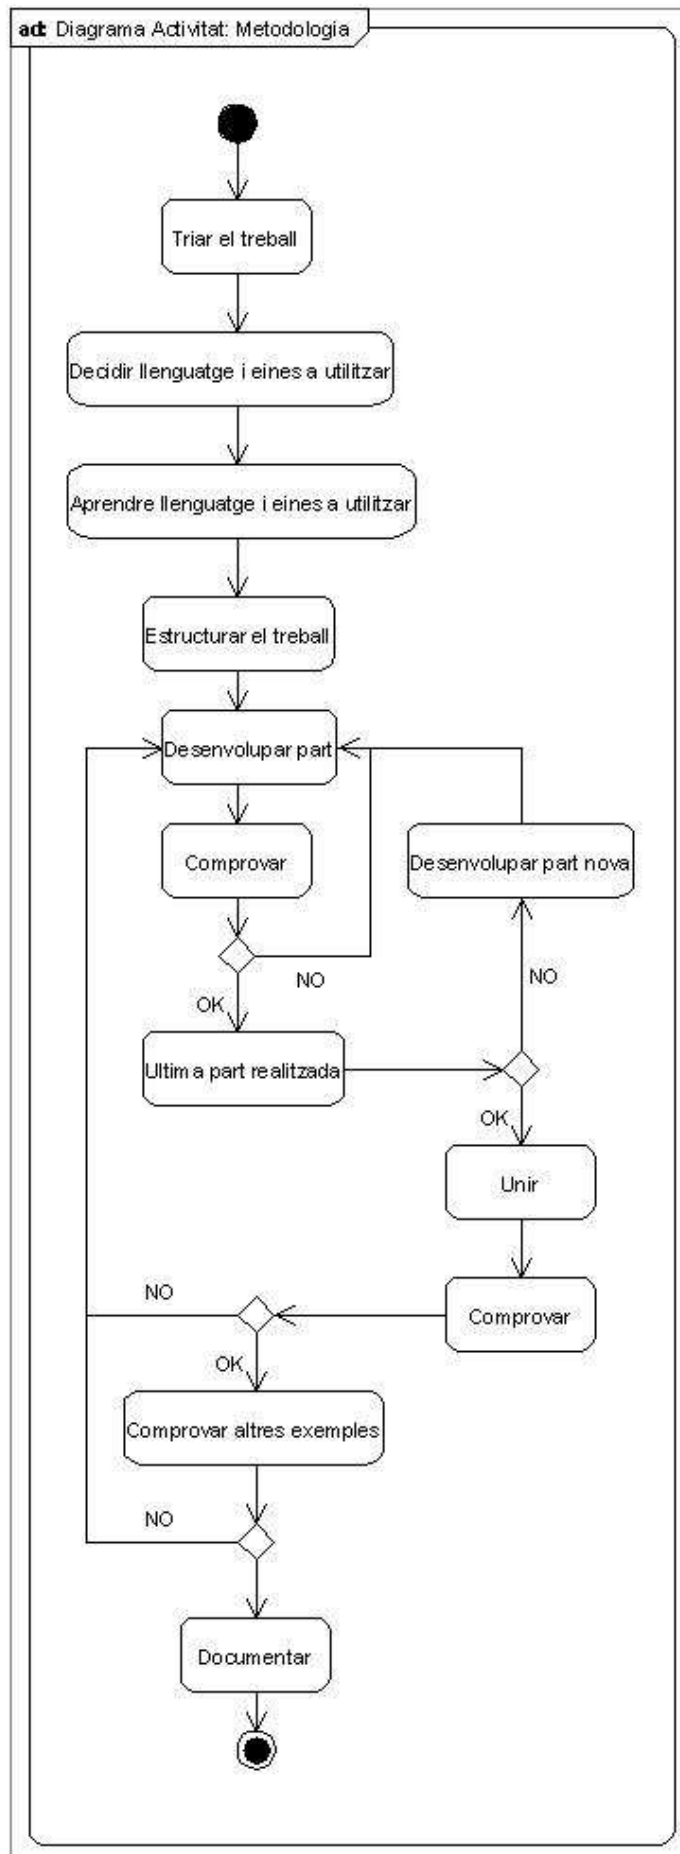 act Diagrama Activitat: Metodologia
Triar el treball
Decidir llenguatge i eines a utilitzar
Aprendre llenguatge i eines a utilitzar
Estructurar el treball
Desenvolupar part
Comprovar
Desenvolupar part nova
NO
NO
OK
Ultima part realitzada
OK
Unir
Comprovar
NO
OK
Comprovar altres exemples
NO
Documentar